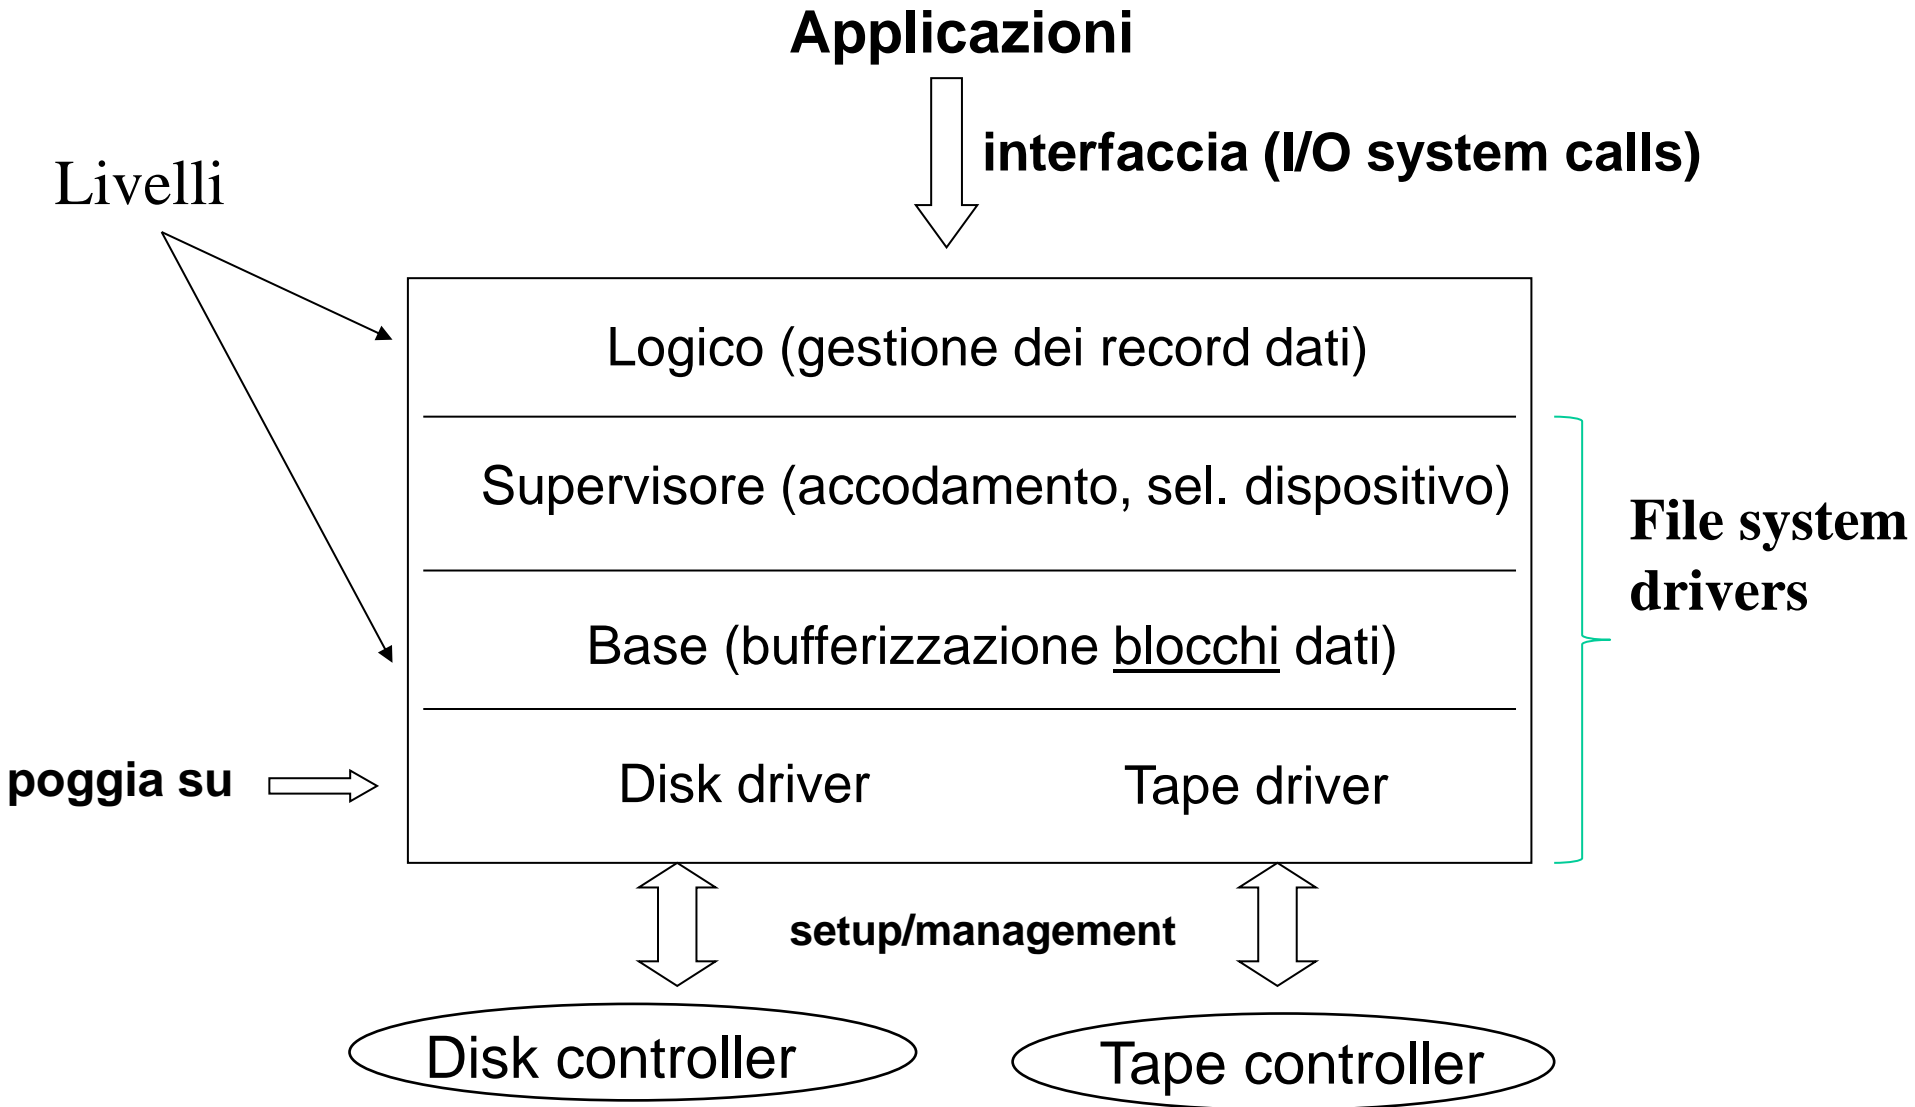 Applicazioni
interfaccia (I/O system calls)
Livelli
Logico (gestione dei record dati)
Supervisore (accodamento, sel. dispositivo)
File system
drivers
Base (bufferizzazione blocchi dati)
poggia su
Disk driver
Tape driver
setup/management
Disk controller
Tape controller